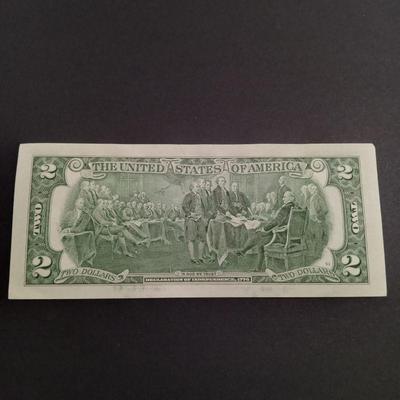 THE UNITED STATES OF AMERICA
2 2
TWO TWO
2 2
TWO DOLLARS IN GOD WE TRUST TWO DOLLARS
DECLARATION OF INDEPENDENCE, 1776